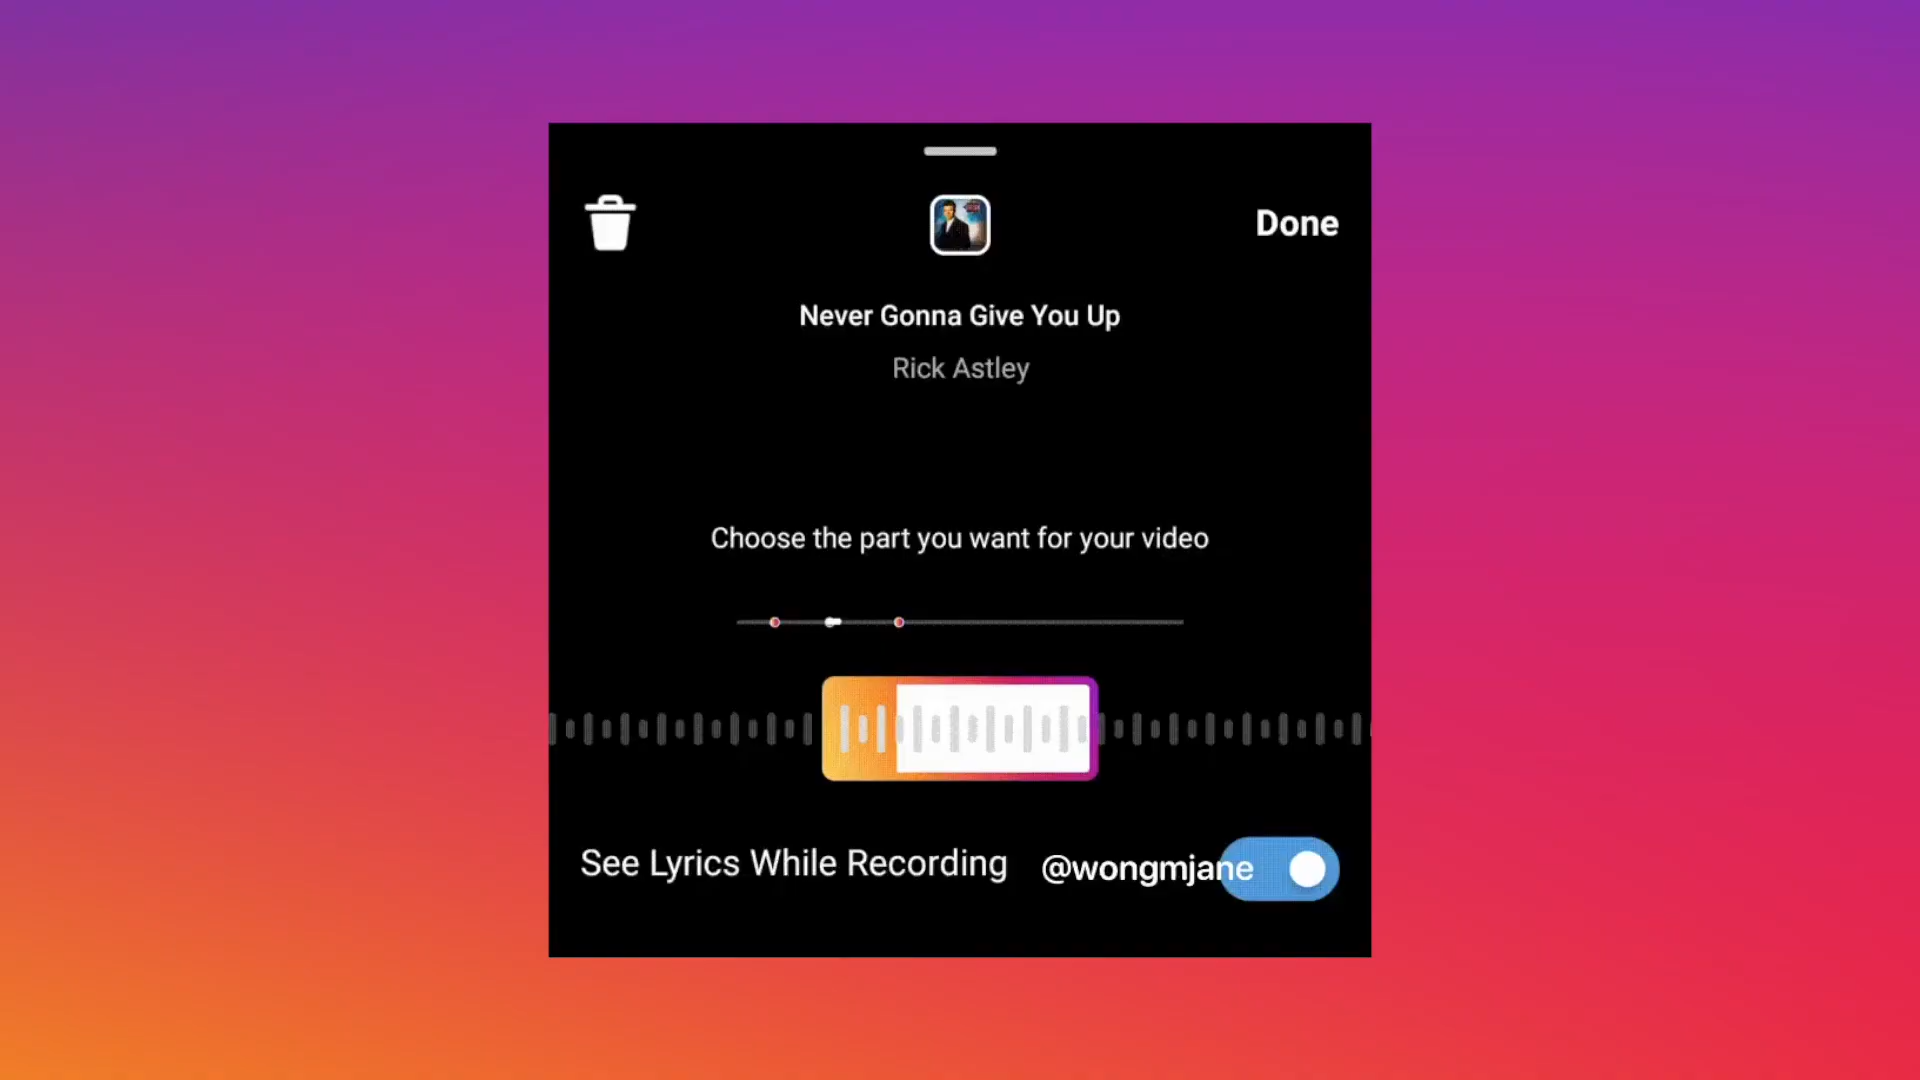 Done
Never Gonna Give You Up
Rick Astley
Choose the part you want for your video
See Lyrics While Recording
@wongmjane